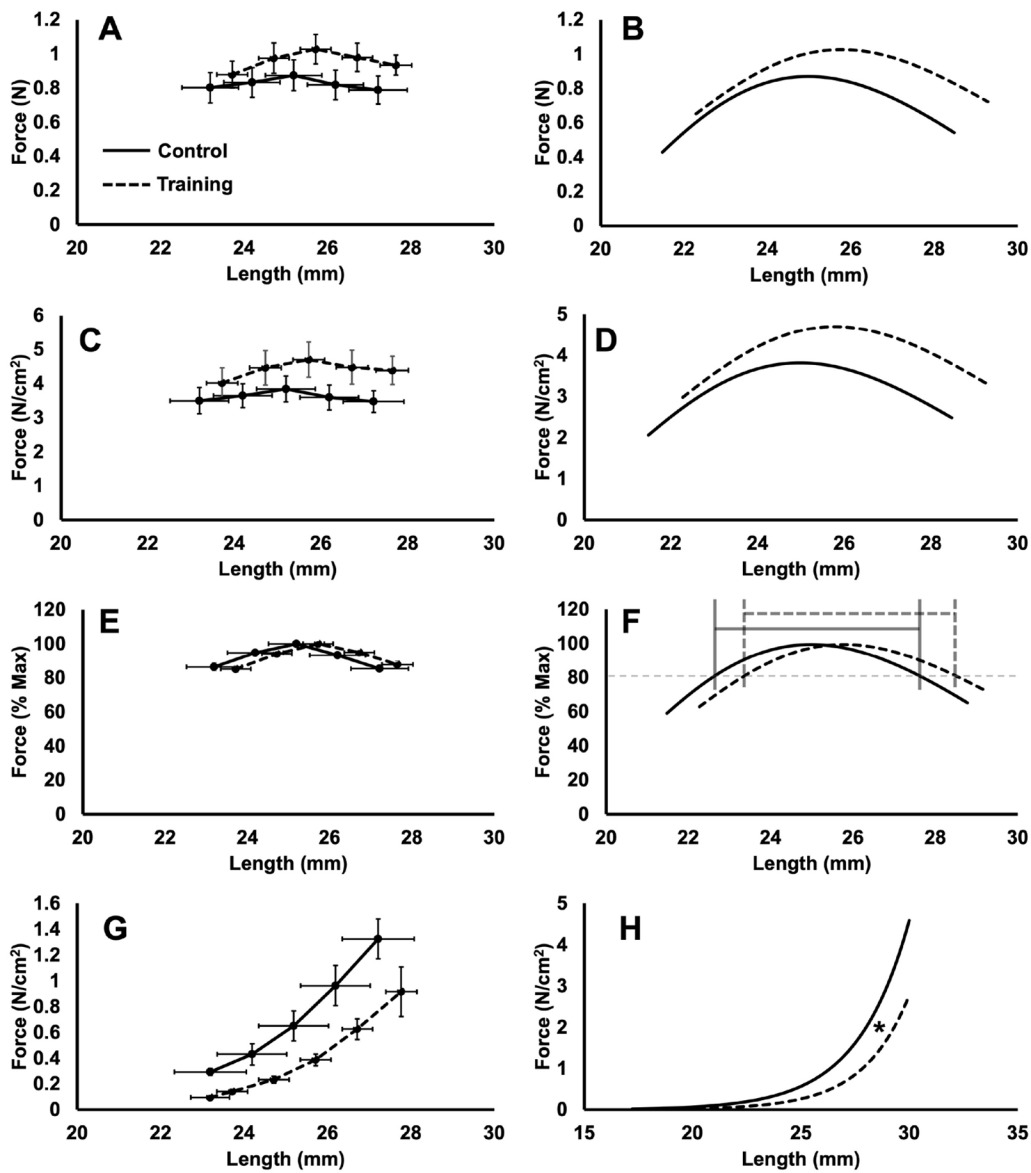 A
Force (N)
1.2
1
0.8
0.6
0.4
0.2
0
Control
Training
20 22 24 26 28 30
Length (mm)
B
Force (N)
1.2
1
0.8
0.6
0.4
0.2
0
20 22 24 26 28 30
Length (mm)
C
Force (N/cm²)
6
5
4
3
2
1
0
20 22 24 26 28 30
Length (mm)
D
Force (N/cm²)
5
4
3
2
1
0
20 22 24 26 28 30
Length (mm)
E
Force (% Max)
120
100
80
60
40
20
0
20 22 24 26 28 30
Length (mm)
F
Force (% Max)
120
100
80
60
40
20
0
20 22 24 26 28 30
Length (mm)
G
Force (N/cm²)
1.6
1.4
1.2
1
0.8
0.6
0.4
0.2
0
20 22 24 26 28 30
Length (mm)
H
Force (N/cm²)
5
4
3
2
1
0
*
15 20 25 30 35
Length (mm)